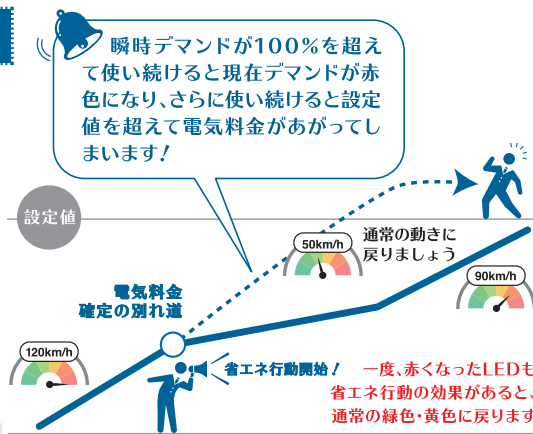 瞬時デマンドが100%を超え
て使い続けると現在デマンドが赤
色になり、さらに使い続けると設定
値を超えて電気料金があがってし
まいます!
設定値
50km/h
通常の動きに
戻りましょう
90km/h
電気料金
確定の別れ道
120km/h
省エネ行動開始!
一度、赤くなったLEDも
省エネ行動の効果があると、
通常の緑色・黄色に戻ります